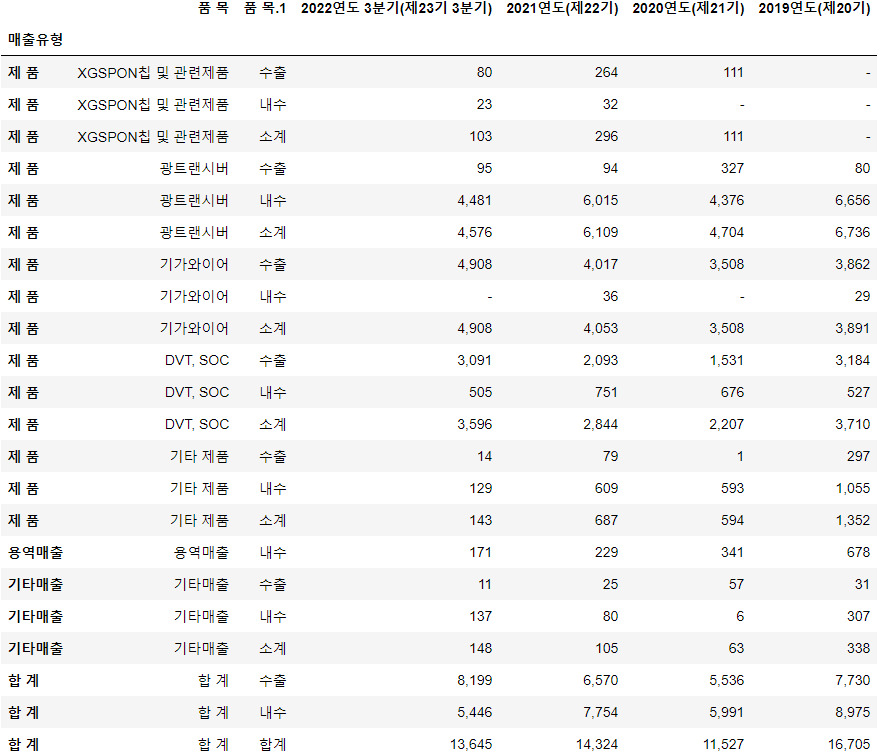 품 목 품 목.1 2022연도 3분기(제23기 3분기) 2021연도(제22기) 2020연도(제21기) 2019연도(제20기)
매출유형
제 품 XGSPON칩 및 관련제품 수출 80 264 111 -
제 품 XGSPON칩 및 관련제품 내수 23 32 - -
제 품 XGSPON칩 및 관련제품 소계 103 296 111 -
제 품 광트랜시버 수출 95 94 327 80
제 품 광트랜시버 내수 4,481 6,015 4,376 6,656
제 품 광트랜시버 소계 4,576 6,109 4,704 6,736
제 품 기가와이어 수출 4,908 4,017 3,508 3,862
제 품 기가와이어 내수 - 36 - 29
제 품 기가와이어 소계 4,908 4,053 3,508 3,891
제 품 DVT, SOC 수출 3,091 2,093 1,531 3,184
제 품 DVT, SOC 내수 505 751 676 527
제 품 DVT, SOC 소계 3,596 2,844 2,207 3,710
제 품 기타 제품 수출 14 79 1 297
제 품 기타 제품 내수 129 609 593 1,055
제 품 기타 제품 소계 143 687 594 1,352
용역매출 용역매출 내수 171 229 341 678
기타매출 기타매출 수출 11 25 57 31
기타매출 기타매출 내수 137 80 6 307
기타매출 기타매출 소계 148 105 63 338
합 계 합 계 수출 8,199 6,570 5,536 7,730
합 계 합 계 내수 5,446 7,754 5,991 8,975
합 계 합 계 합계 13,645 14,324 11,527 16,705